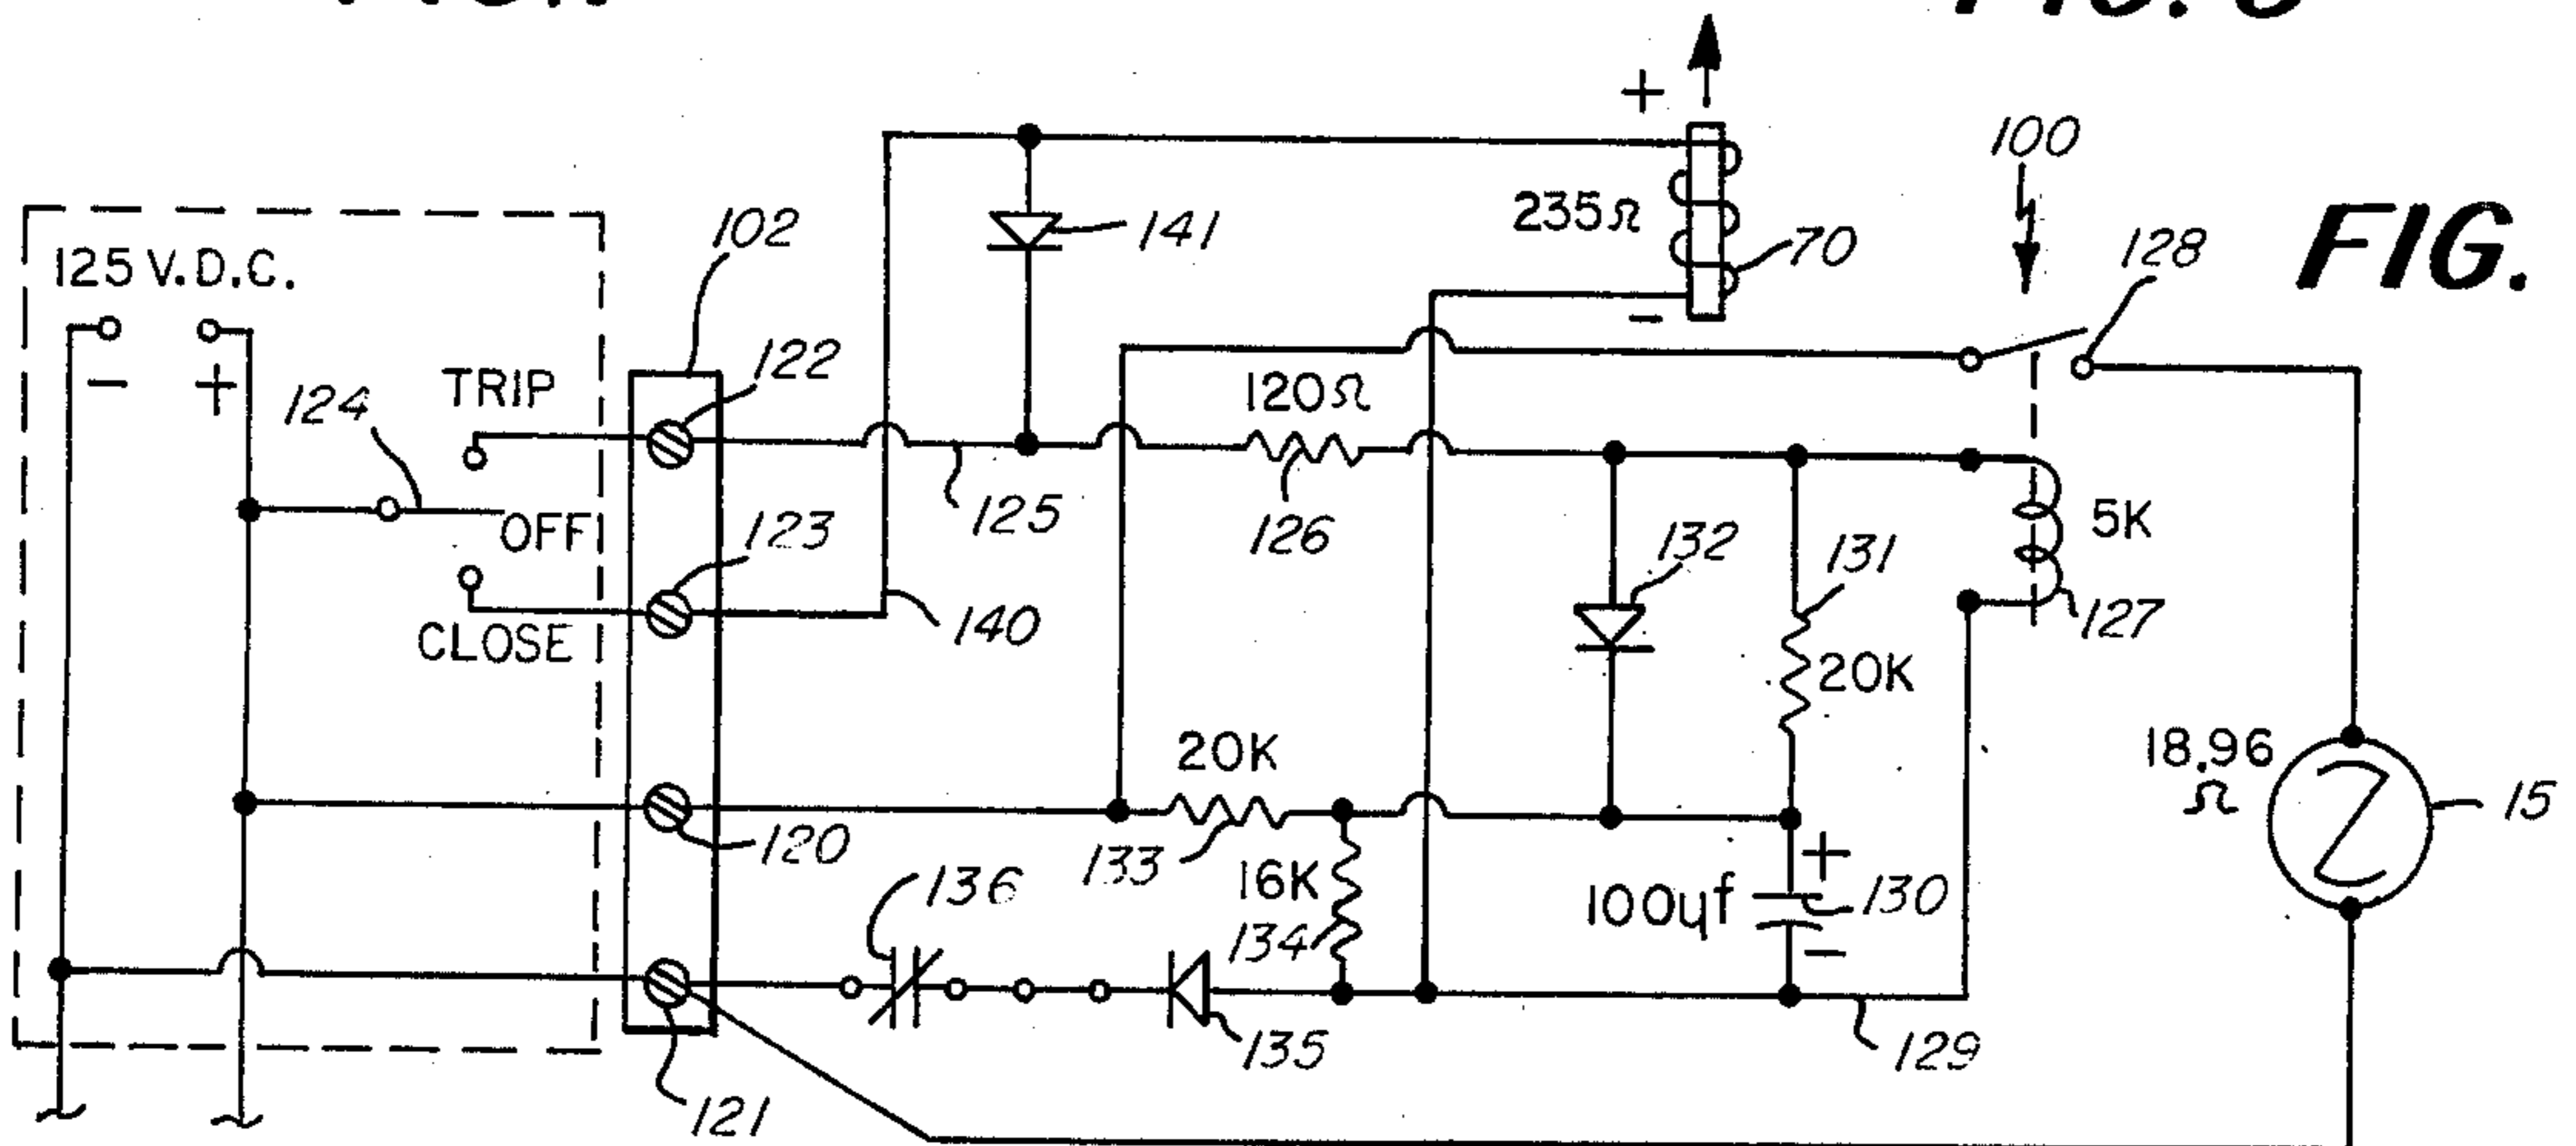 125 V.D.C.
−
+
124
TRIP
OFF
CLOSE
102
122
123
120
121
141
125
140
120Ω
126
+
235Ω
70
−
100
128
FIG.
132
131
20K
5K
127
20K
133
16K
134
136
135
100µf
+
130
−
129
18.96
Ω
15